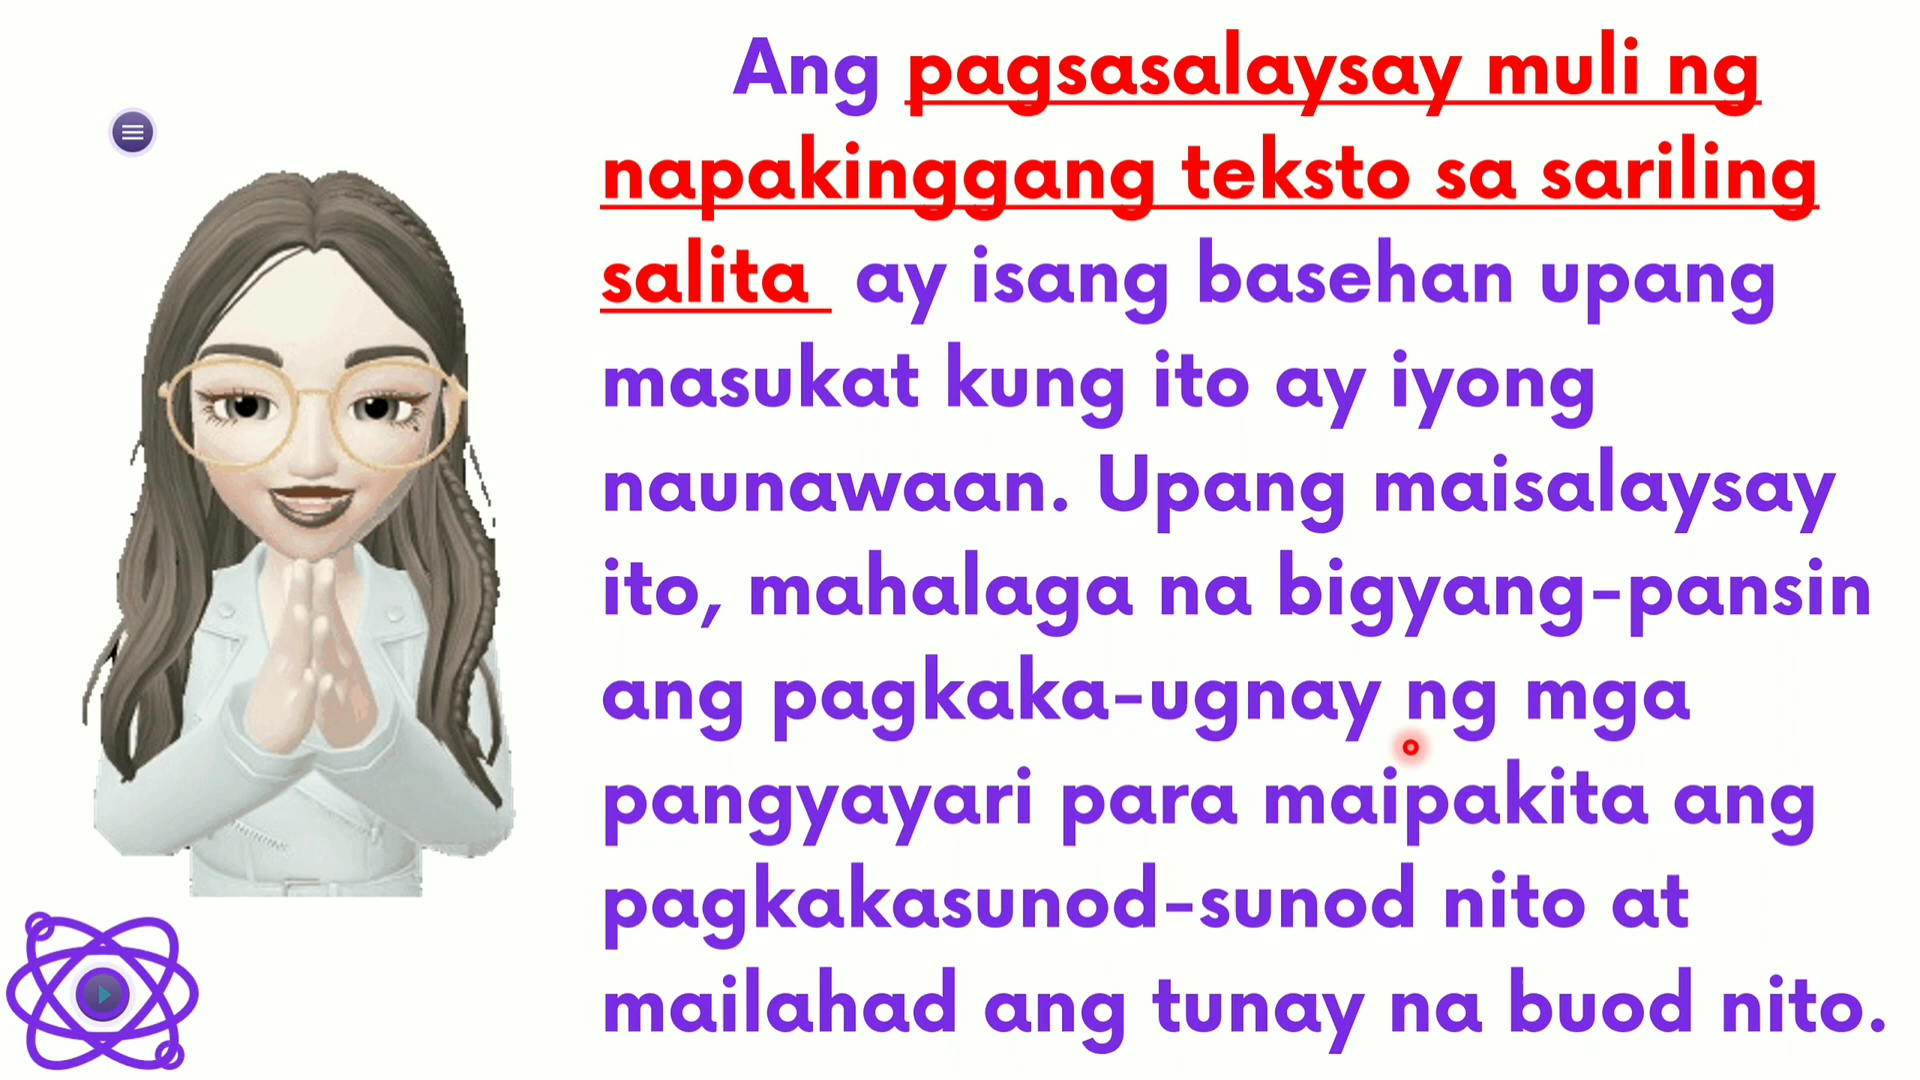 Ang pagsasalaysay muli ng
napakinggang teksto sa sariling
salita ay isang basehan upang
masukat kung ito ay iyong
naunawaan. Upang maisalaysay
ito, mahalaga na bigyang-pansin
ang pagkaka-ugnay ng mga
pangyayari para maipakita ang
pagkakasunod-sunod nito at
mailahad ang tunay na buod nito.